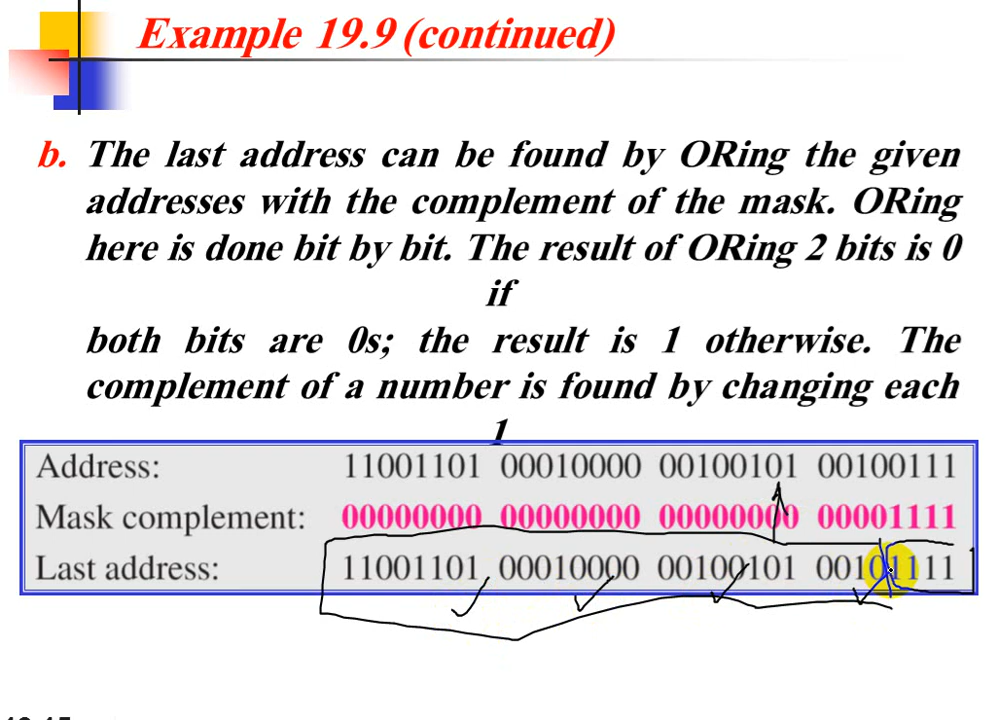 Example 19.9 (continued)
b. The last address can be found by ORing the given
addresses with the complement of the mask. ORing
here is done bit by bit. The result of ORing 2 bits is 0
if
both bits are 0s; the result is 1 otherwise. The
complement of a number is found by changing each
1
Address: 11001101 00010000 00100101 00100111
Mask complement: 00000000 00000000 00000000 00001111
Last address: 11001101 00010000 00100101 00101111